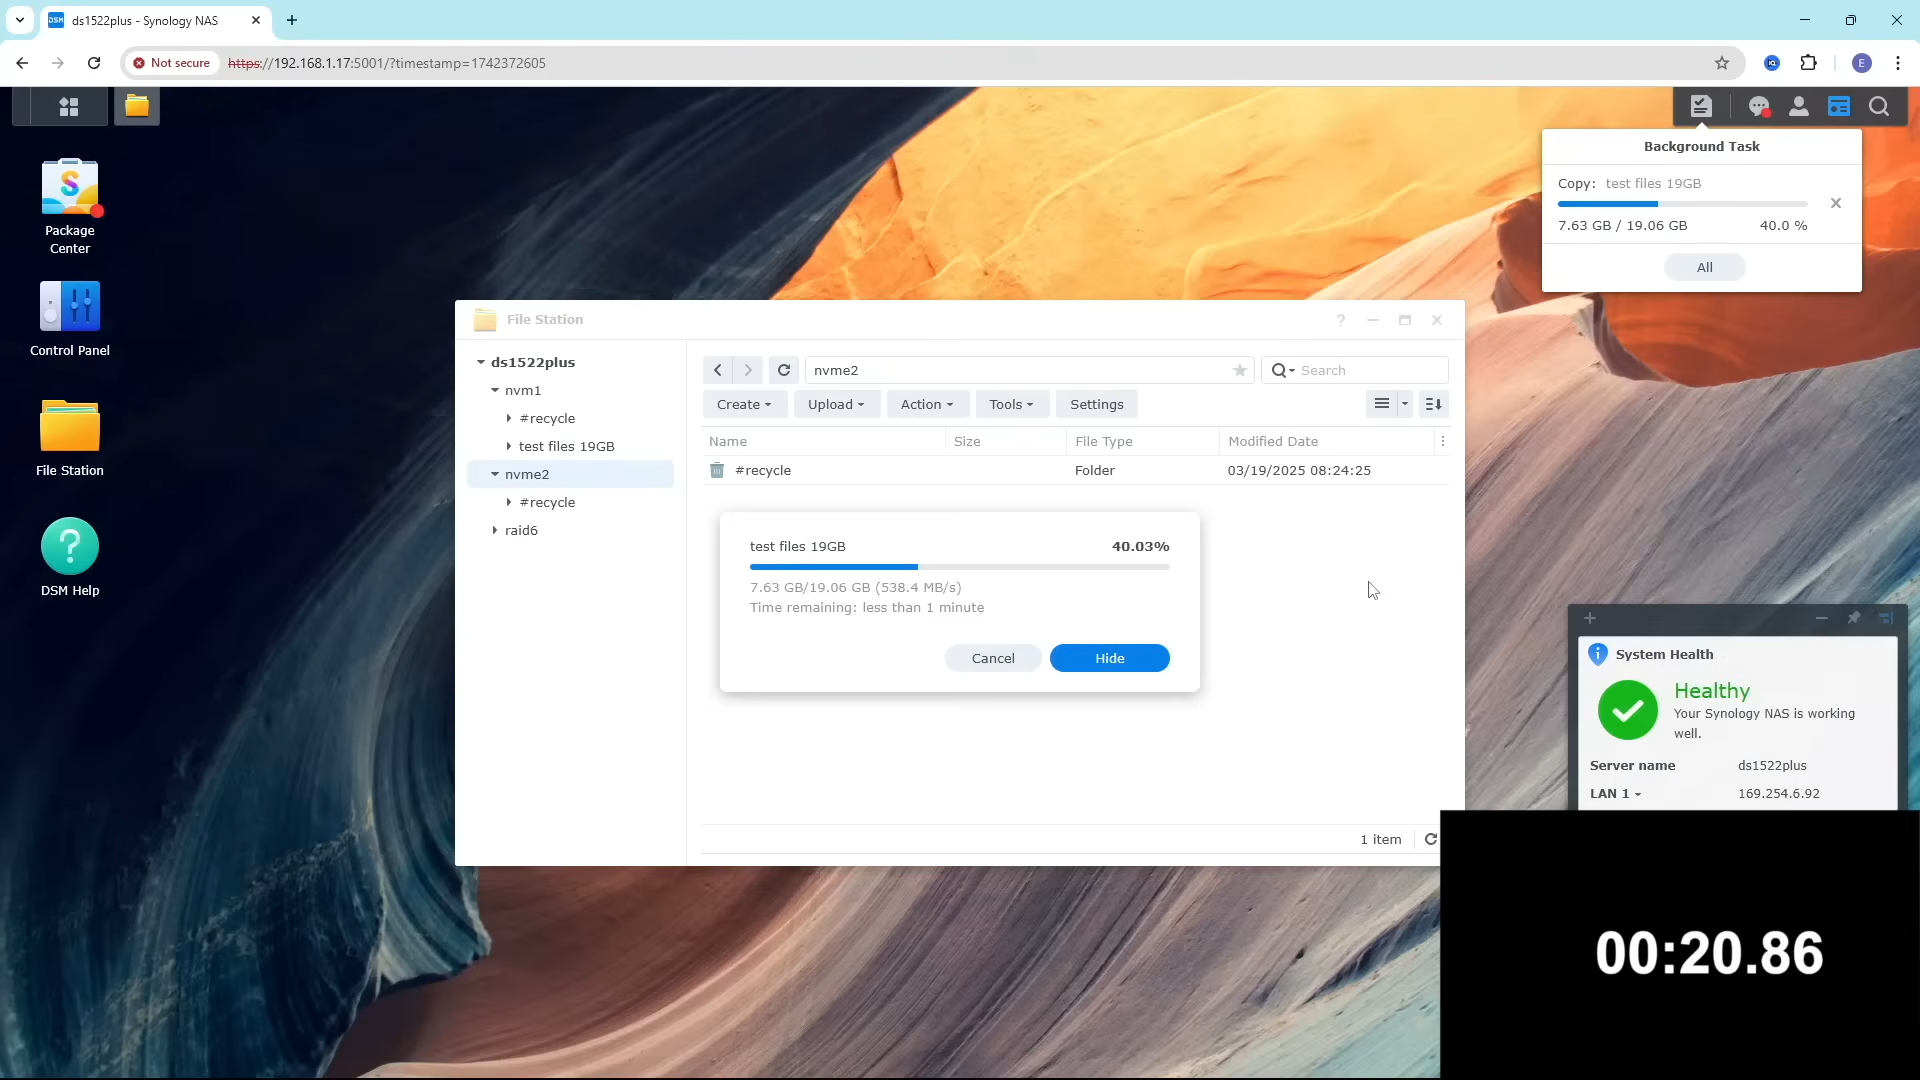 DSM
ds1522plus - Synology NAS
Not secure
https://192.168.1.17:5001/?timestamp=1742372605
E
Package
Center
Control Panel
File Station
DSM Help
Background Task
Copy: test files 19GB
7.63 GB / 19.06 GB 40.0 %
All
File Station
ds1522plus
nvm1
#recycle
test files 19GB
nvme2
#recycle
raid6
nvme2
Search
Create
Upload
Action
Tools
Settings
Name Size File Type Modified Date
#recycle Folder 03/19/2025 08:24:25
test files 19GB 40.03%
7.63 GB/19.06 GB (538.4 MB/s)
Time remaining: less than 1 minute
Cancel
Hide
1 item
System Health
Healthy
Your Synology NAS is working
well.
Server name ds1522plus
LAN 1 169.254.6.92
00:20.86